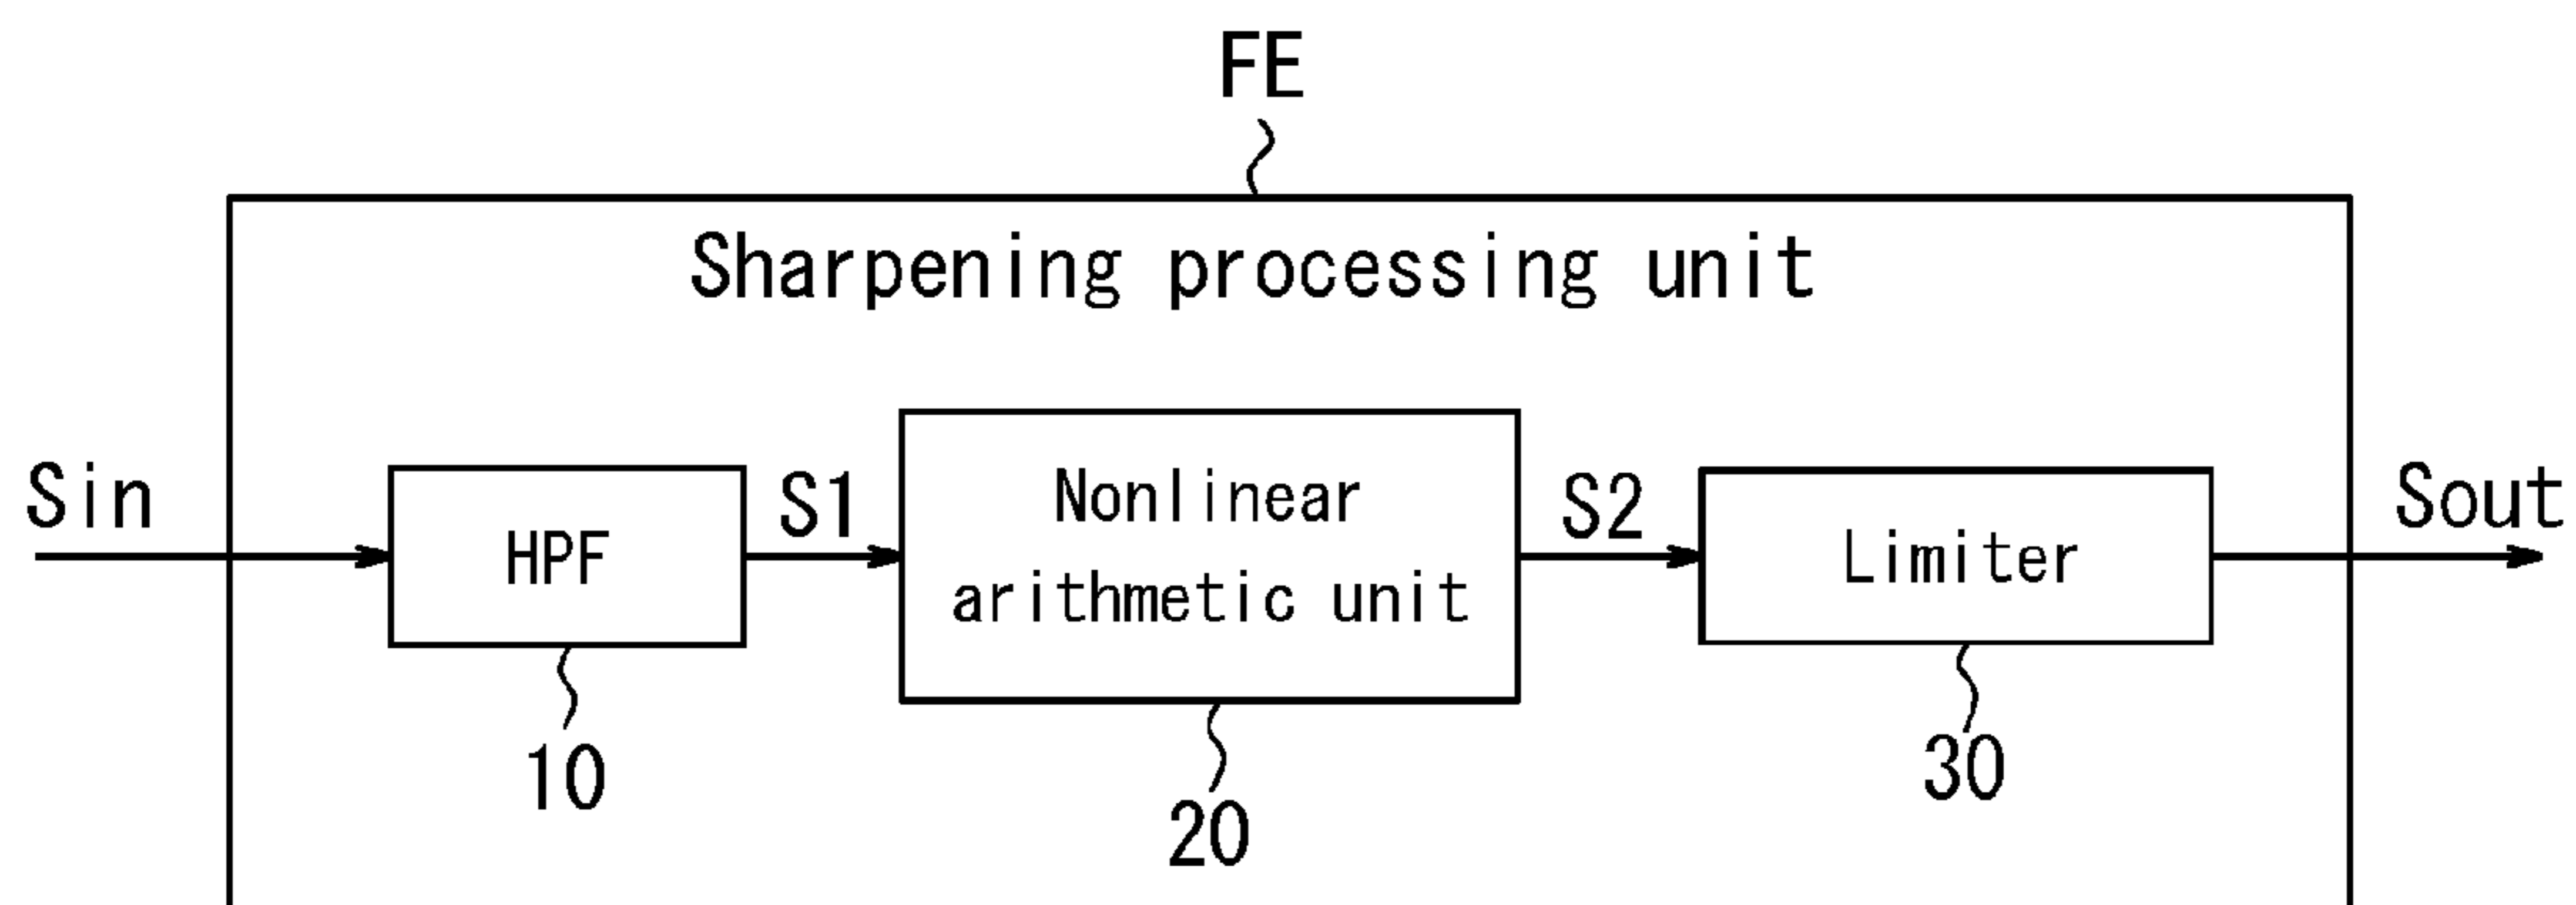 FE
Sharpening processing unit
Sin
HPF
S1
Nonlinear
arithmetic unit
S2
Limiter
Sout
10
20
30